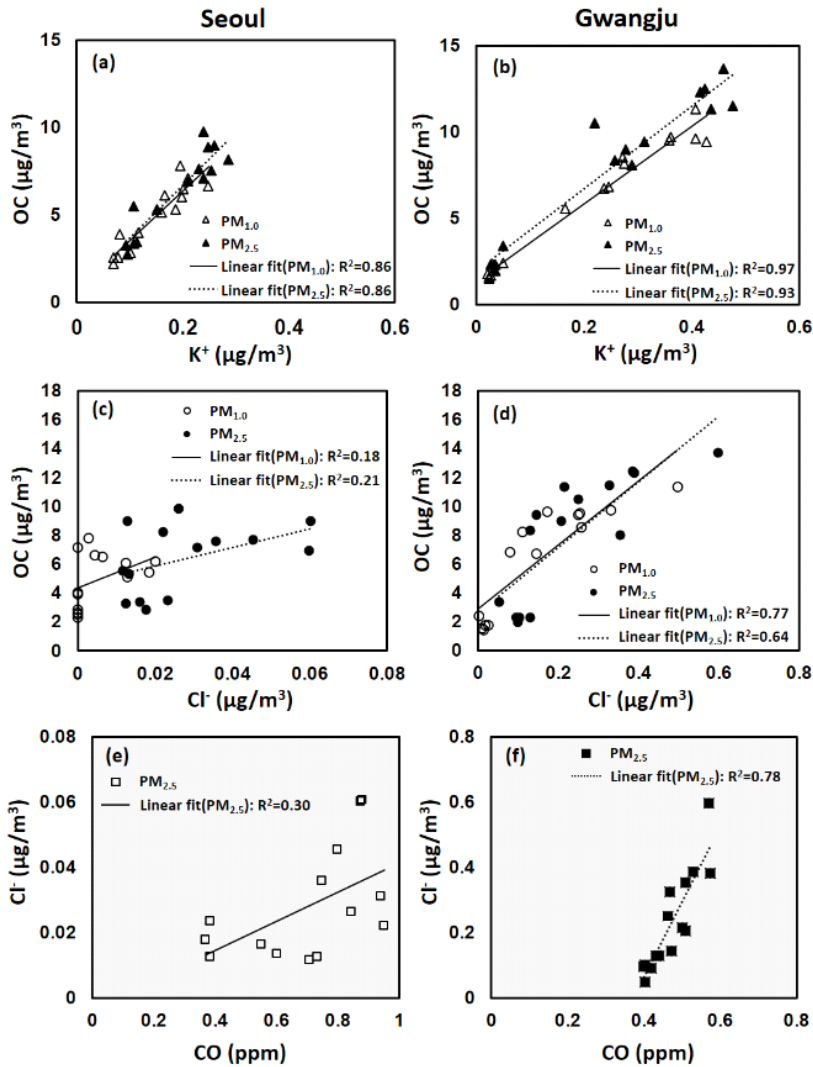 Seoul
Gwangju
15
(a)
10
OC (μg/m³)
5
PM₁.₀
PM₂.₅
Linear fit(PM₁.₀): R²=0.86
Linear fit(PM₂.₅): R²=0.86
0
0 0.2 0.4 0.6
K⁺ (μg/m³)
15
(b)
10
OC (μg/m³)
5
PM₁.₀
PM₂.₅
Linear fit(PM₁.₀): R²=0.97
Linear fit(PM₂.₅): R²=0.93
0
0 0.2 0.4 0.6
K⁺ (μg/m³)
18
(c)
16
14
12
10
8
6
4
2
0
OC (μg/m³)
PM₁.₀
PM₂.₅
Linear fit(PM₁.₀): R²=0.18
Linear fit(PM₂.₅): R²=0.21
0 0.02 0.04 0.06 0.08
Cl⁻ (μg/m³)
18
(d)
16
14
12
10
8
6
4
2
0
OC (μg/m³)
PM₁.₀
PM₂.₅
Linear fit(PM₁.₀): R²=0.77
Linear fit(PM₂.₅): R²=0.64
0 0.2 0.4 0.6 0.8
Cl⁻ (μg/m³)
0.08
(e)
PM₂.₅
Linear fit(PM₂.₅): R²=0.30
0.06
0.04
0.02
0
Cl⁻ (μg/m³)
0 0.2 0.4 0.6 0.8 1
CO (ppm)
0.8
(f)
PM₂.₅
Linear fit(PM₂.₅): R²=0.78
0.6
0.4
0.2
0
Cl⁻ (μg/m³)
0 0.2 0.4 0.6 0.8
CO (ppm)